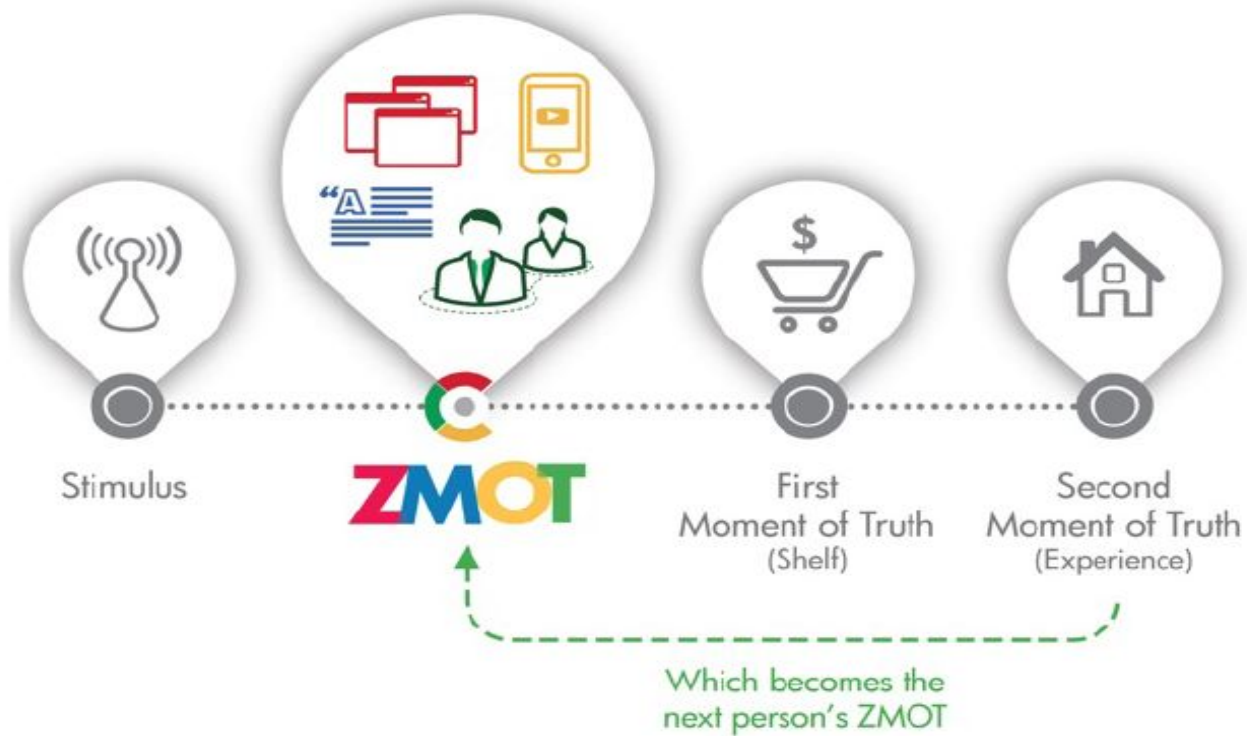 “A
$
Stimulus
ZMOT
First
Moment of Truth
(Shelf)
Second
Moment of Truth
(Experience)
Which becomes the
next person's ZMOT